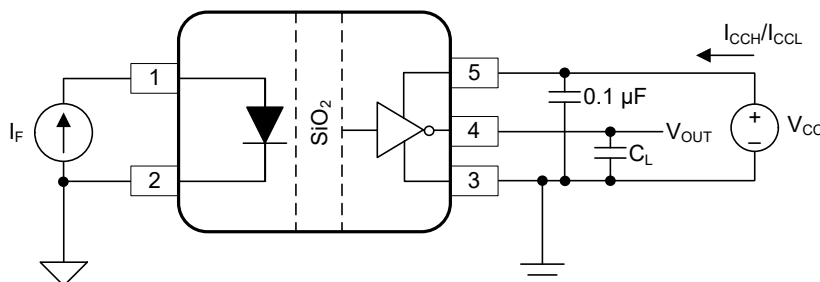 I_CCH/I_CCL
1
5
0.1 µF
I_F
SiO₂
4
V_OUT
+
–
V_CC
C_L
2
3